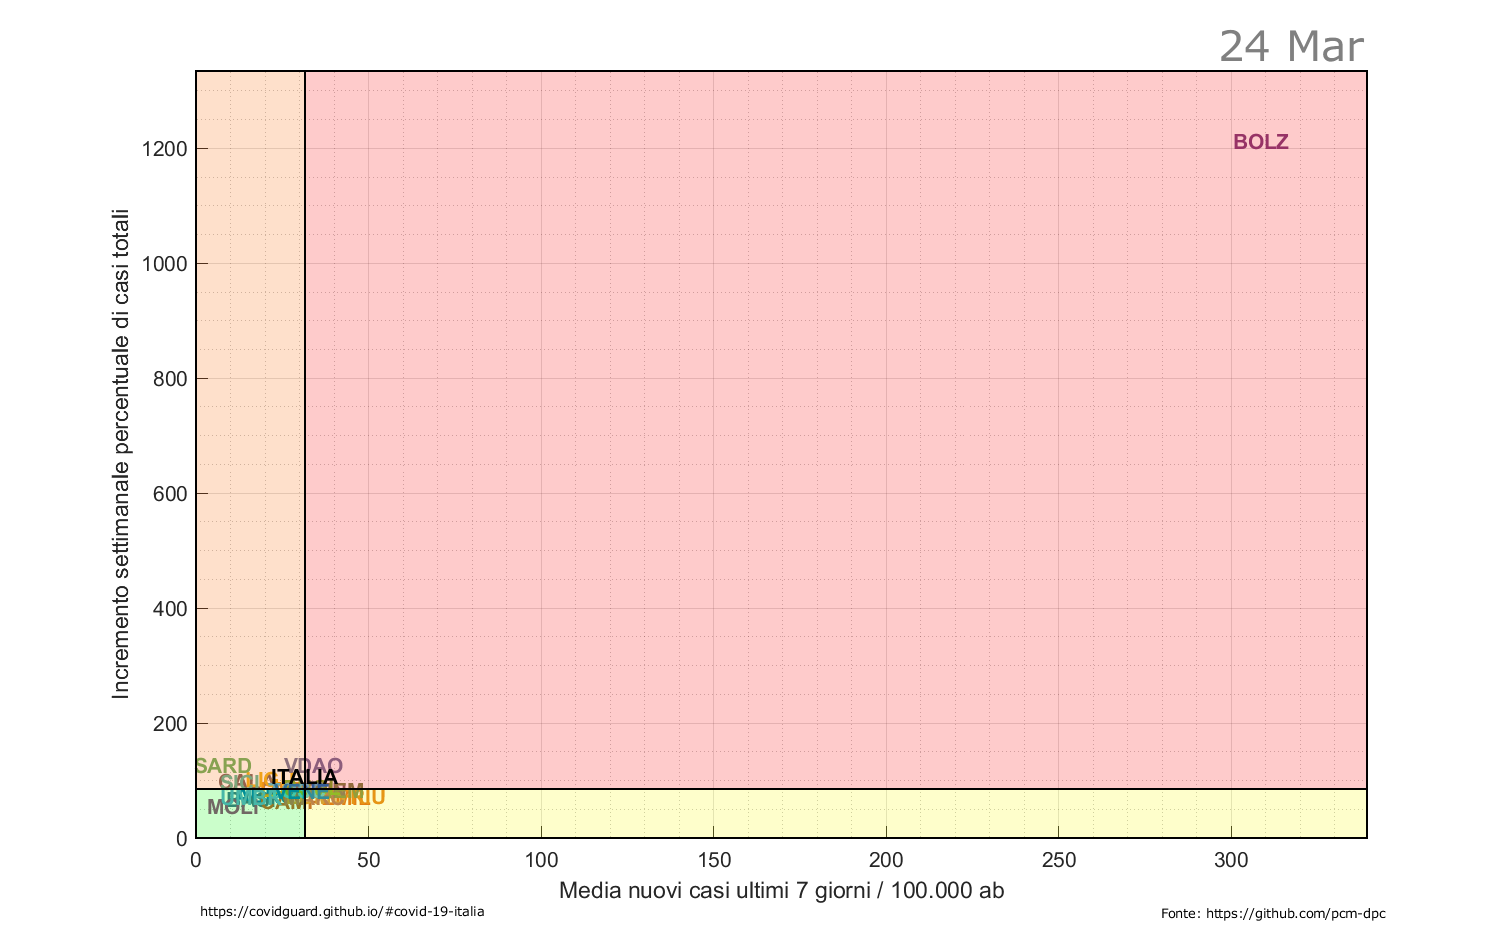 24 Mar
Incremento settimanale percentuale di casi totali
1200
1000
800
600
400
200
0
BOLZ
SARD
VDAO
ITALIA
VENE
MOLI
0
50
100
150
200
250
300
Media nuovi casi ultimi 7 giorni / 100.000 ab
https://covidguard.github.io/#covid-19-italia
Fonte: https://github.com/pcm-dpc